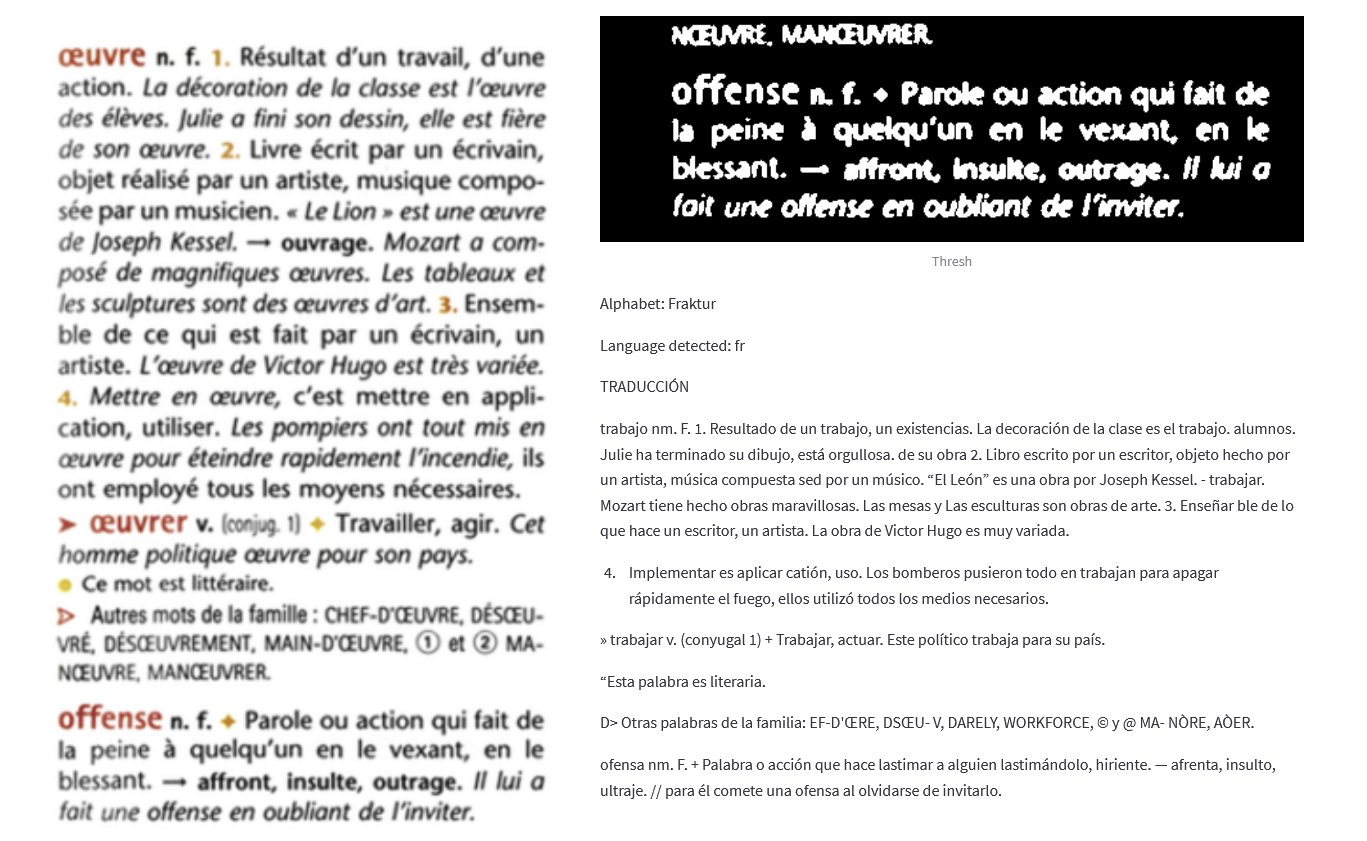 œuvre n. f. 1. Résultat d'un travail, d'une
action. La décoration de la classe est l'œuvre
des élèves. Julie a fini son dessin, elle est fière
de son œuvre. 2. Livre écrit par un écrivain,
objet réalisé par un artiste, musique compo-
sée par un musicien. « Le Lion » est une œuvre
de Joseph Kessel. → ouvrage. Mozart a com-
posé de magnifiques œuvres. Les tableaux et
les sculptures sont des œuvres d'art. 3. Ensem-
ble de ce qui est fait par un écrivain, un
artiste. L'œuvre de Victor Hugo est très variée.
4. Mettre en œuvre, c'est mettre en appli-
cation, utiliser. Les pompiers ont tout mis en
œuvre pour éteindre rapidement l'incendie, ils
ont employé tous les moyens nécessaires.
➤ œuvrer v. (conjug. 1) ✦ Travailler, agir. Cet
homme politique œuvre pour son pays.
● Ce mot est littéraire.
▷ Autres mots de la famille : CHEF-D'ŒUVRE, DÉSŒU-
VRÉ, DÉSŒUVREMENT, MAIN-D'ŒUVRE, ① et ② MA-
NŒUVRE, MANŒUVRER.
offense n. f. ✦ Parole ou action qui fait de
la peine à quelqu'un en le vexant, en le
blessant. → affront, insulte, outrage. Il lui a
fait une offense en oubliant de l'inviter.
NŒUVRE, MANŒUVRER.
offense n. f. ✦ Parole ou action qui fait de
la peine à quelqu'un en le vexant, en le
blessant. → affront, insulte, outrage. Il lui a
fait une offense en oubliant de l'inviter.
Thresh
Alphabet: Fraktur
Language detected: fr
TRADUCCIÓN
trabajo nm. F. 1. Resultado de un trabajo, un existencias. La decoración de la clase es el trabajo. alumnos.
Julie ha terminado su dibujo, está orgullosa. de su obra 2. Libro escrito por un escritor, objeto hecho por
un artista, música compuesta sed por un músico. “El León” es una obra por Joseph Kessel. - trabajar.
Mozart tiene hecho obras maravillosas. Las mesas y Las esculturas son obras de arte. 3. Enseñar ble de lo
que hace un escritor, un artista. La obra de Victor Hugo es muy variada.
4. Implementar es aplicar catión, uso. Los bomberos pusieron todo en trabajan para apagar
rápidamente el fuego, ellos utilizó todos los medios necesarios.
» trabajar v. (conyugal 1) + Trabajar, actuar. Este político trabaja para su país.
“Esta palabra es literaria.
D> Otras palabras de la familia: EF-D'ŒRE, DSŒU- V, DARELY, WORKFORCE, © y @ MA- NÒRE, AÒER.
ofensa nm. F. + Palabra o acción que hace lastimar a alguien lastimándolo, hiriente. — afrenta, insulto,
ultraje. // para él comete una ofensa al olvidarse de invitarlo.